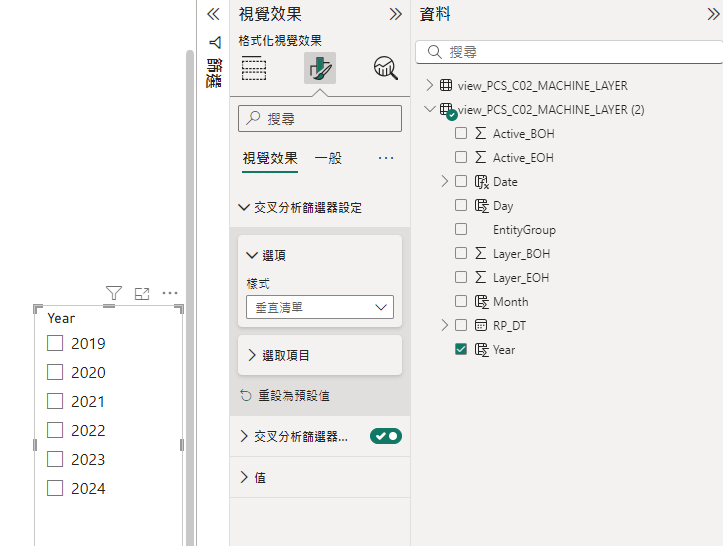 Year
2019
2020
2021
2022
2023
2024
篩選
視覺效果
格式化視覺效果
搜尋
視覺效果
一般
交叉分析篩選器設定
選項
樣式
垂直清單
選取項目
重設為預設值
交叉分析篩選器...
值
資料
搜尋
view_PCS_C02_MACHINE_LAYER
view_PCS_C02_MACHINE_LAYER (2)
Active_BOH
Active_EOH
Date
Day
EntityGroup
Layer_BOH
Layer_EOH
Month
RP_DT
Year